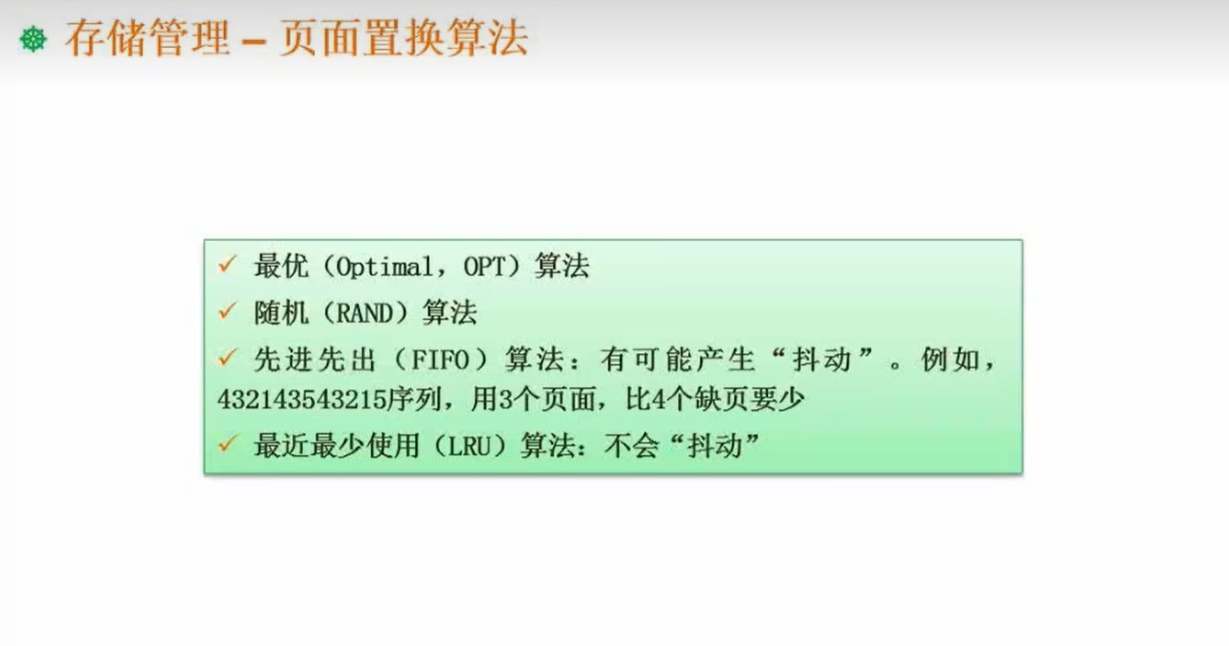 存储管理 – 页面置换算法
✓ 最优（Optimal，OPT）算法
✓ 随机（RAND）算法
✓ 先进先出（FIFO）算法：有可能产生“抖动”。例如，
432143543215序列，用3个页面，比4个缺页要少
✓ 最近最少使用（LRU）算法：不会“抖动”